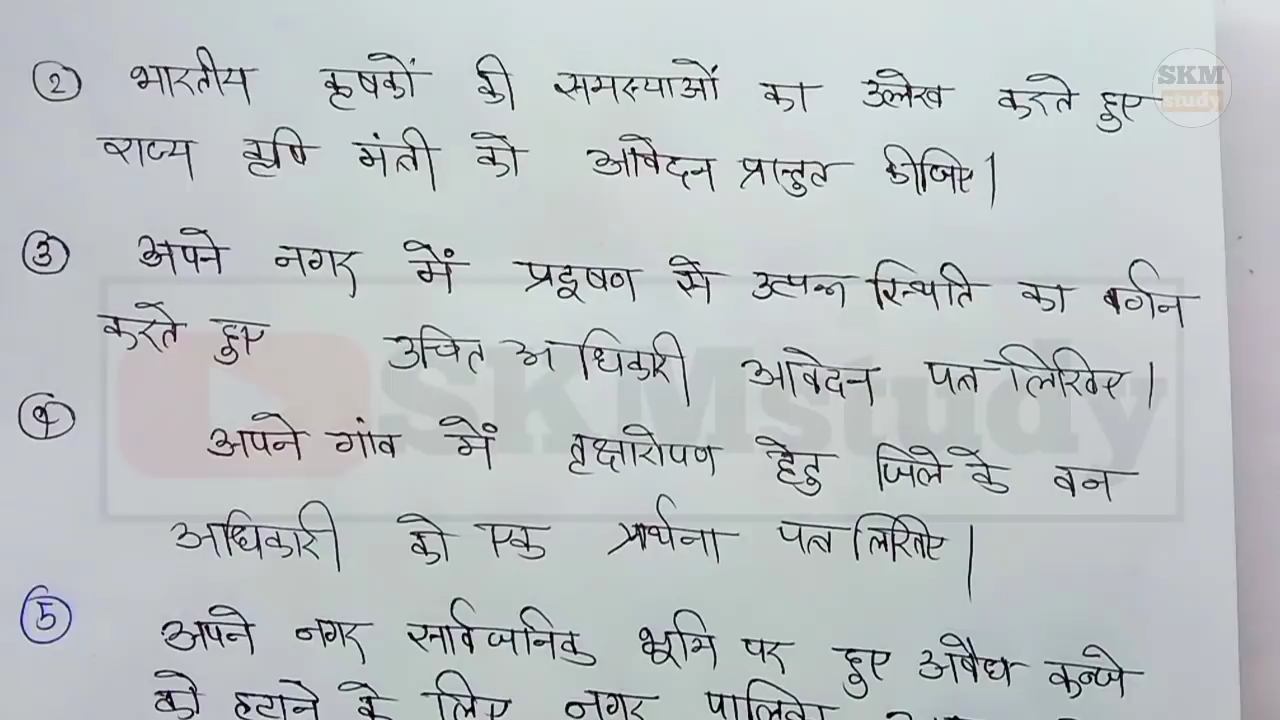 SKM
study
② भारतीय कृषकों की समस्याओं का उल्लेख करते हुए
राज्य कृषि मंत्री को आवेदन प्रस्तुत कीजिए।
③ अपने नगर में प्रदूषण से उत्पन्न स्थिति का वर्णन
करते हुए उचित अधिकारी आवेदन पत्र लिखिए।
SKMstudy
④ अपने गांव में वृक्षारोपण हेतु जिले के वन
अधिकारी को एक प्रार्थना पत्र लिखिए।
⑤ अपने नगर सार्वजनिक भूमि पर हुए अवैध कब्जे
को हटाने के लिए नगर पालिका